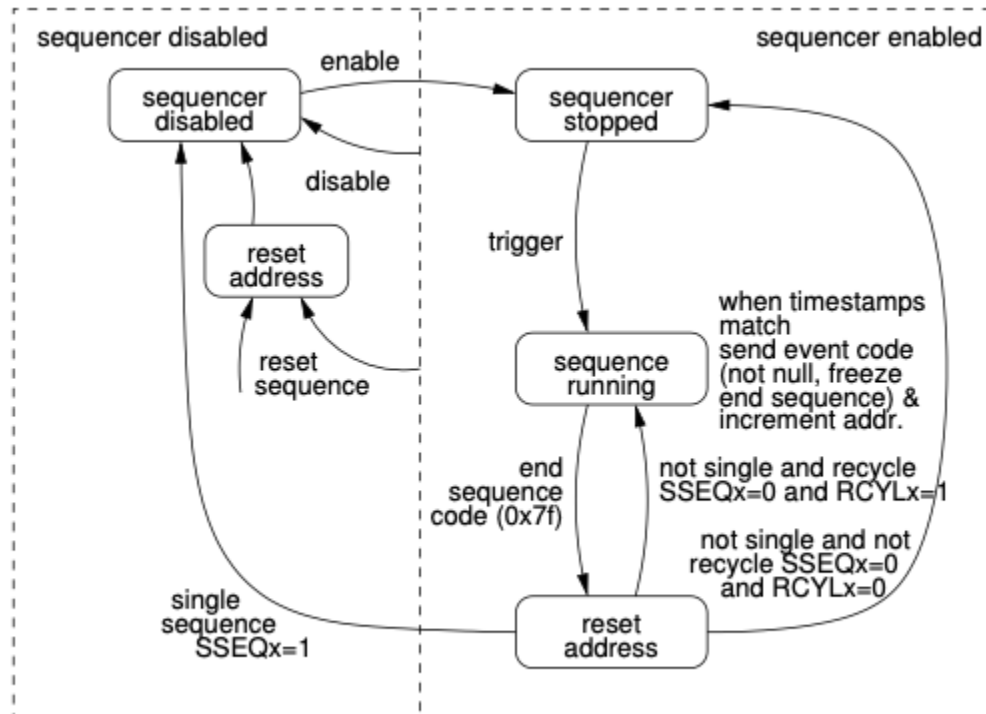 sequencer disabled
sequencer enabled
enable
sequencer
disabled
sequencer
stopped
disable
trigger
reset
address
reset
sequence
when timestamps
match
send event code
(not null, freeze
end sequence) &
increment addr.
sequence
running
end
sequence
code (0x7f)
not single and recycle
SSEQx=0 and RCYLx=1
not single and not
recycle SSEQx=0
and RCYLx=0
single
sequence
SSEQx=1
reset
address